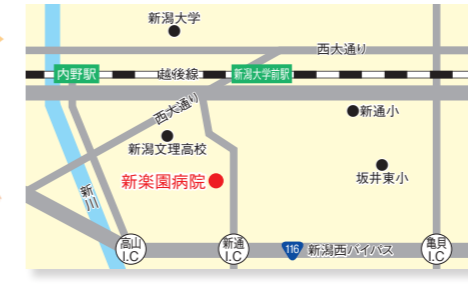 新潟大学
西大通り
内野駅
越後線
新潟大学前駅
西大通り
新通小
新潟文理高校
坂井東小
新楽園病院
新川
高山
I.C
新通
I.C
116
新潟西バイパス
亀貝
I.C